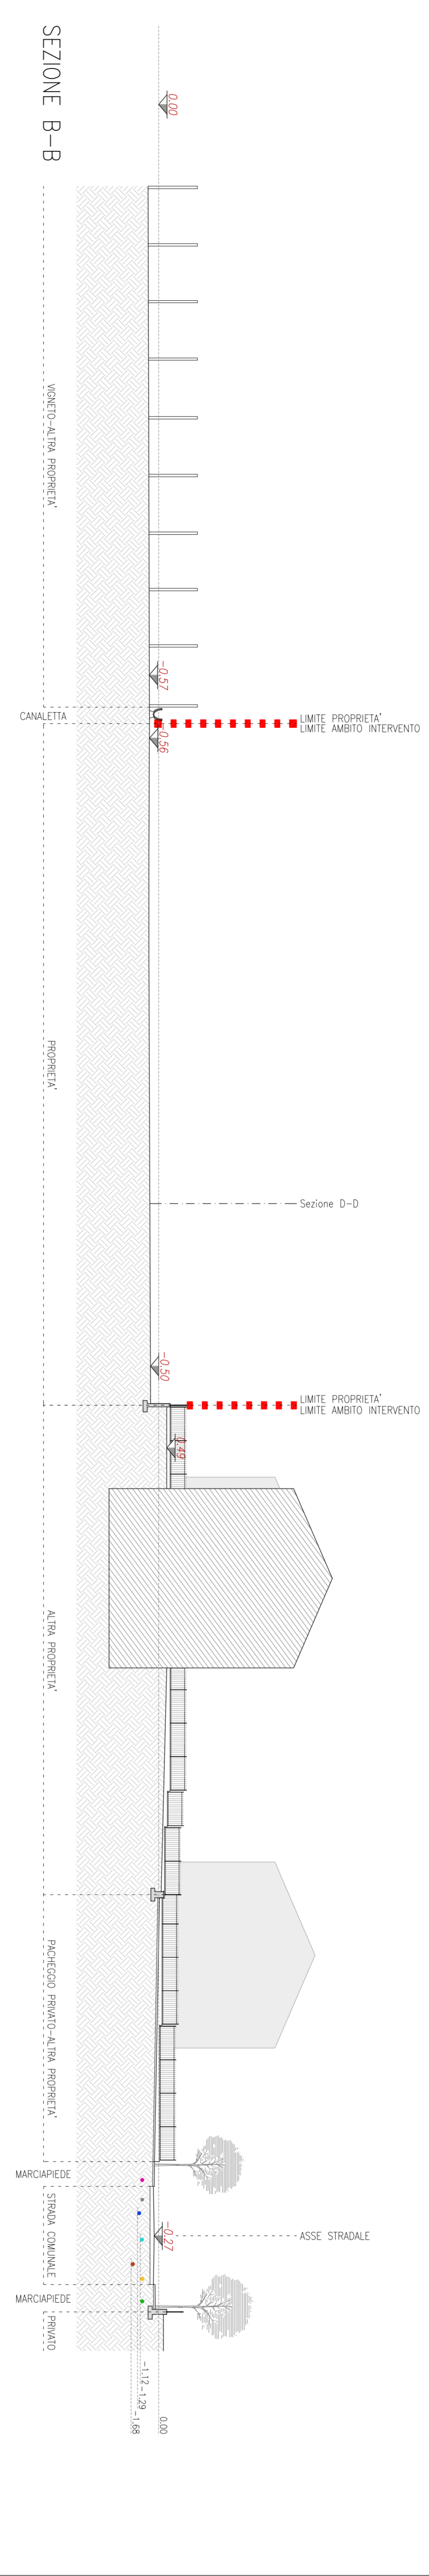 SEZIONE B-B
0.00
VIGNETO-ALTRA PROPRIETA'
-0.57
CANALETTA
-0.56
LIMITE PROPRIETA'
LIMITE AMBITO INTERVENTO
PROPRIETA'
Sezione D-D
-0.50
LIMITE PROPRIETA'
LIMITE AMBITO INTERVENTO
0.49
ALTRA PROPRIETA'
PACHEGGIO PRIVATO-ALTRA PROPRIETA'
MARCIAPIEDE
STRADA COMUNALE
-0.27
ASSE STRADALE
MARCIAPIEDE
PRIVATO
-1.12
-1.29
-1.68
0.00